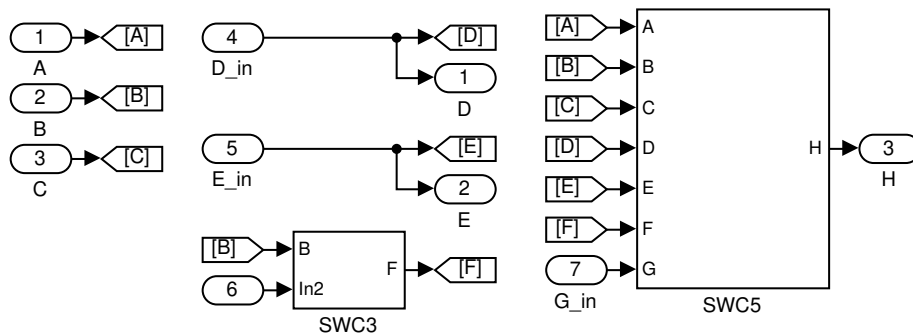 1
[A]
A
2
[B]
B
3
[C]
C
4
[D]
D_in
1
D
5
[E]
E_in
2
E
[B]
B
6
In2
F
[F]
SWC3
[A]
A
[B]
B
[C]
C
[D]
D
[E]
E
[F]
F
7
G
G_in
H
3
H
SWC5